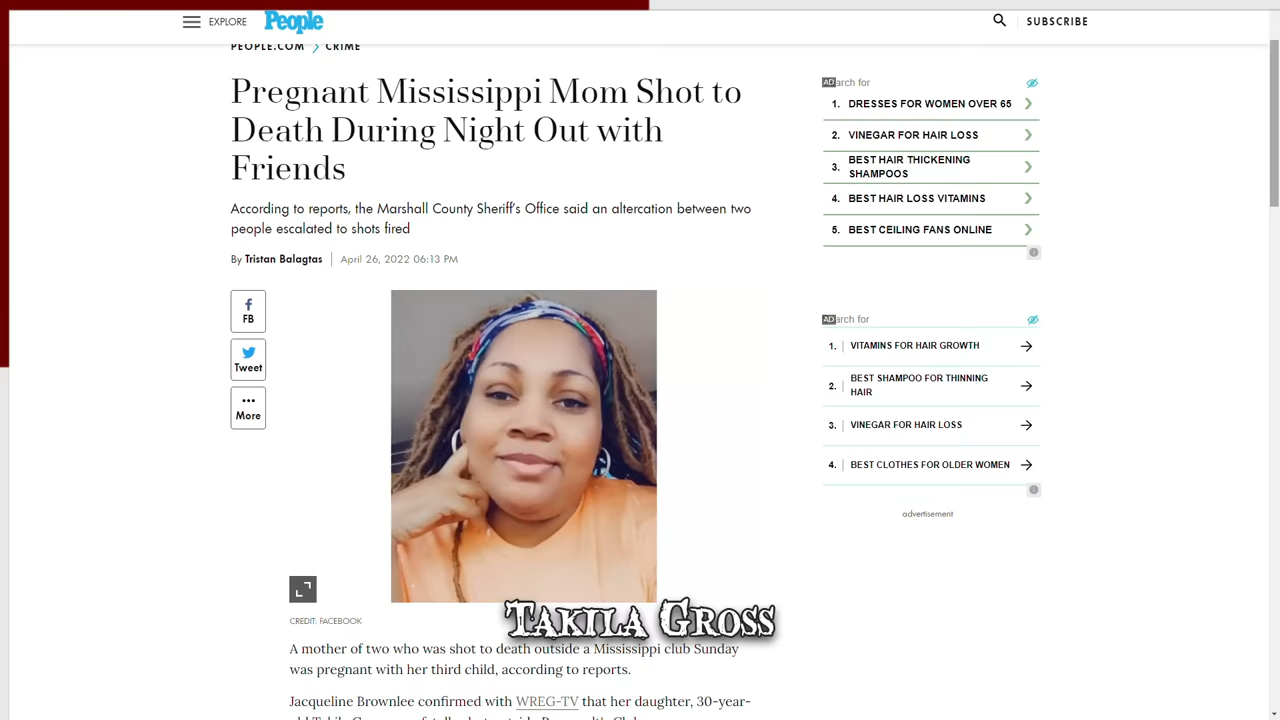 EXPLORE People SUBSCRIBE
PEOPLE.COM CRIME
Pregnant Mississippi Mom Shot to
Death During Night Out with
Friends
According to reports, the Marshall County Sheriff's Office said an altercation between two
people escalated to shots fired
By Tristan Balagtas April 26, 2022 06:13 PM
FB
Tweet
More
CREDIT: FACEBOOK
TAKILA GROSS
A mother of two who was shot to death outside a Mississippi club Sunday
was pregnant with her third child, according to reports.
Jacqueline Brownlee confirmed with WREG-TV that her daughter, 30-year-
AD arch for
1. DRESSES FOR WOMEN OVER 65
2. VINEGAR FOR HAIR LOSS
3. BEST HAIR THICKENING
SHAMPOOS
4. BEST HAIR LOSS VITAMINS
5. BEST CEILING FANS ONLINE
AD arch for
1. VITAMINS FOR HAIR GROWTH
2. BEST SHAMPOO FOR THINNING
HAIR
3. VINEGAR FOR HAIR LOSS
4. BEST CLOTHES FOR OLDER WOMEN
advertisement